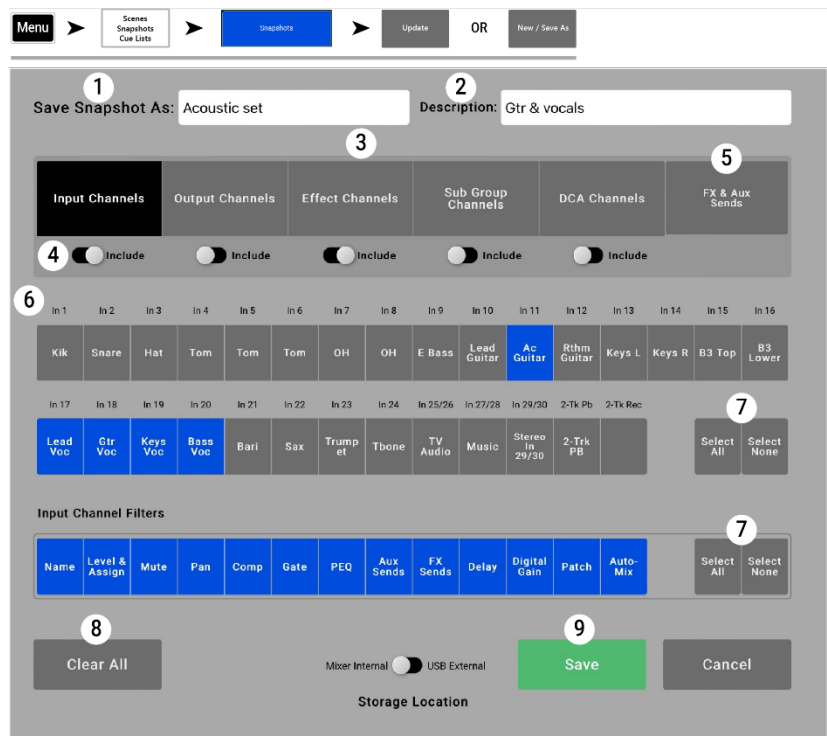 Menu
Scenes
Snapshots
Cue Lists
Snapshots
Update
OR
New / Save As
1
2
Save Snapshot As: Acoustic set
Description: Gtr & vocals
3
5
Input Channels
Output Channels
Effect Channels
Sub Group
Channels
DCA Channels
FX & Aux
Sends
4
Include
Include
Include
Include
Include
6
In 1 In 2 In 3 In 4 In 5 In 6 In 7 In 8 In 9 In 10 In 11 In 12 In 13 In 14 In 15 In 16
Kik
Snare
Hat
Tom
Tom
Tom
OH
OH
E Bass
Lead
Guitar
Ac
Guitar
Rthm
Guitar
Keys L
Keys R
B3 Top
B3
Lower
In 17 In 18 In 19 In 20 In 21 In 22 In 23 In 24 In 25/26 In 27/28 In 29/30 2-Tk Pb 2-Tk Rec
7
Lead
Voc
Gtr
Voc
Keys
Voc
Bass
Voc
Bari
Sax
Trump
et
Tbone
TV
Audio
Music
Stereo
In
29/30
2-Trk
PB
Select
All
Select
None
Input Channel Filters
7
Name
Level &
Assign
Mute
Pan
Comp
Gate
PEQ
Aux
Sends
FX
Sends
Delay
Digital
Gain
Patch
Auto-
Mix
Select
All
Select
None
8
9
Clear All
Mixer Internal
USB External
Save
Cancel
Storage Location